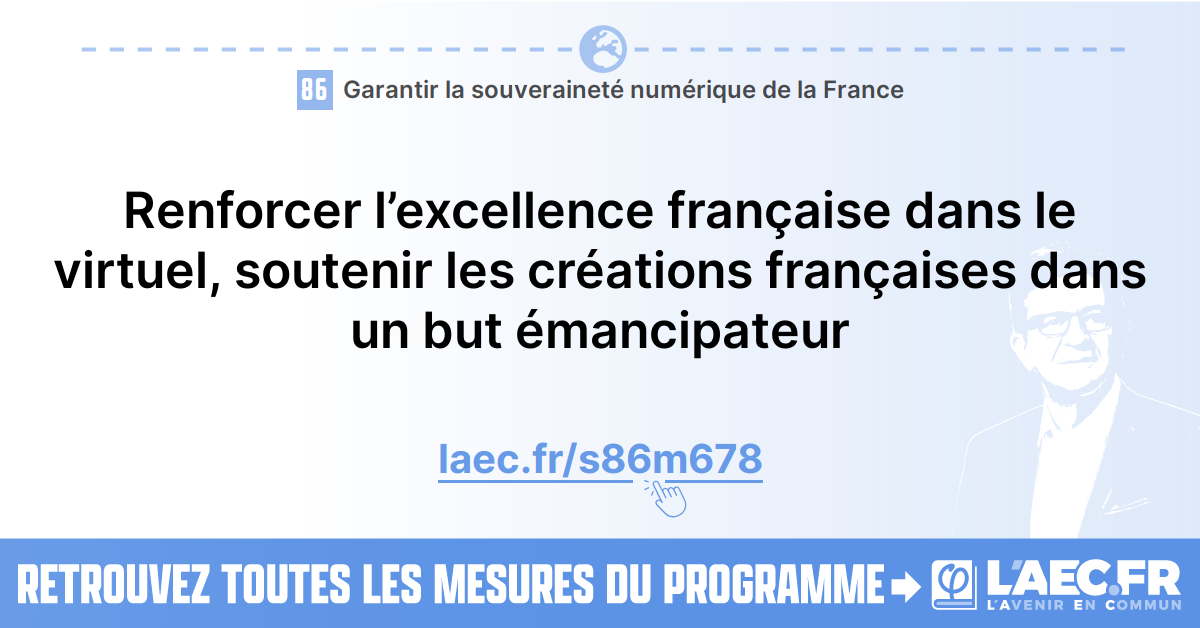 86 Garantir la souveraineté numérique de la France
Renforcer l’excellence française dans le
virtuel, soutenir les créations françaises dans
un but émancipateur
laec.fr/s86m678
RETROUVEZ TOUTES LES MESURES DU PROGRAMME
L'AEC.FR
L'AVENIR EN COMMUN